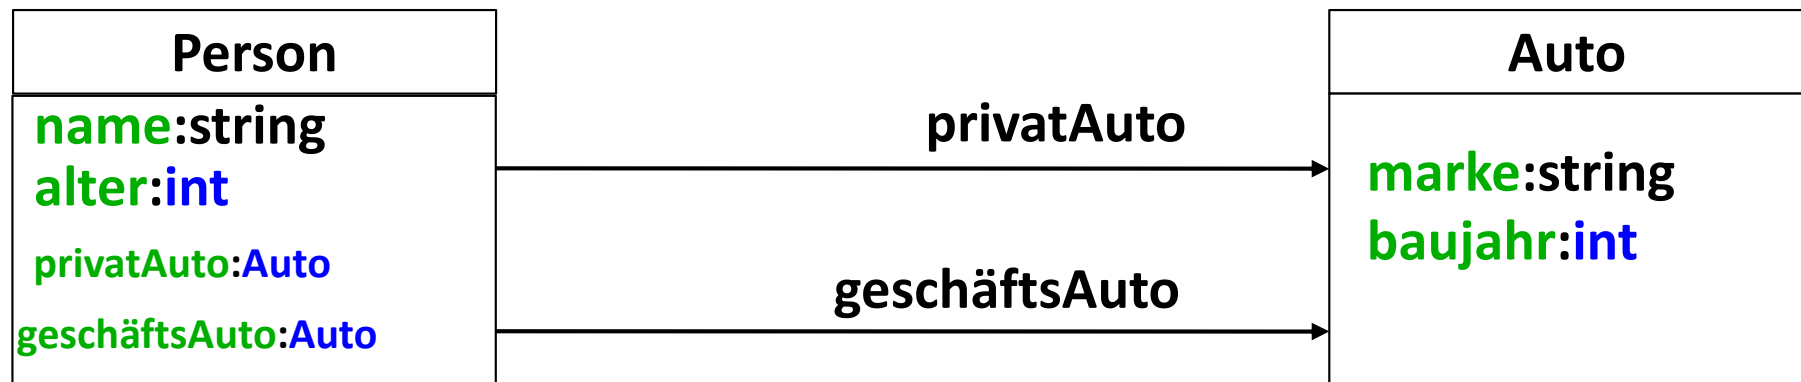 Person
name:string
alter:int
privatAuto:Auto
geschäftsAuto:Auto
privatAuto
geschäftsAuto
Auto
marke:string
baujahr:int